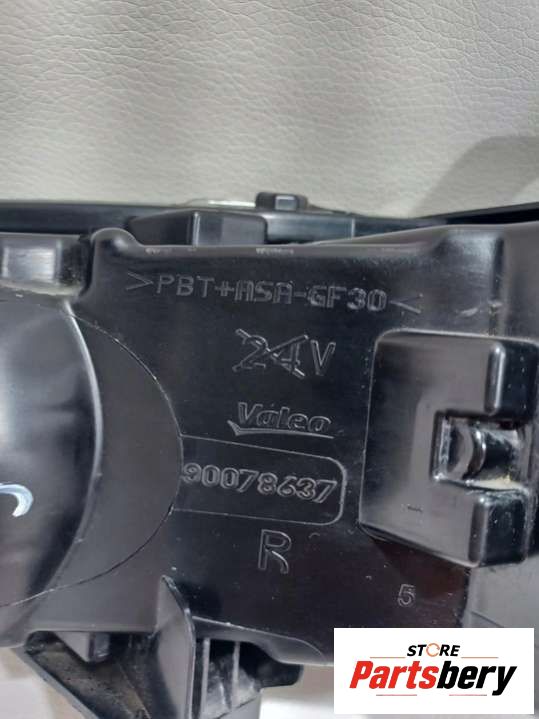 >PBT+ASA-GF30<
24V
Valeo
90078637
R
5
STORE
Partsbery